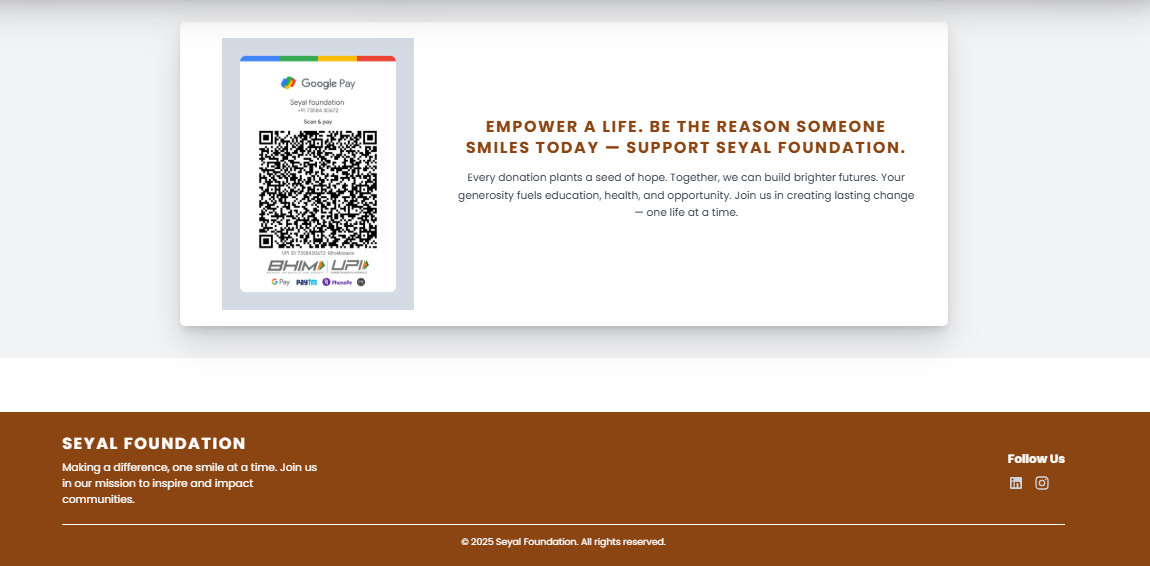 Google Pay
Seyal foundation
+91 73584 30672
Scan & pay
UPI ID: 7358430672-1@okbizaxis
BHIM UPI
G Pay Paytm PhonePe
EMPOWER A LIFE. BE THE REASON SOMEONE
SMILES TODAY — SUPPORT SEYAL FOUNDATION.
Every donation plants a seed of hope. Together, we can build brighter futures. Your
generosity fuels education, health, and opportunity. Join us in creating lasting change
— one life at a time.
SEYAL FOUNDATION
Making a difference, one smile at a time. Join us
in our mission to inspire and impact
communities.
Follow Us
© 2025 Seyal Foundation. All rights reserved.